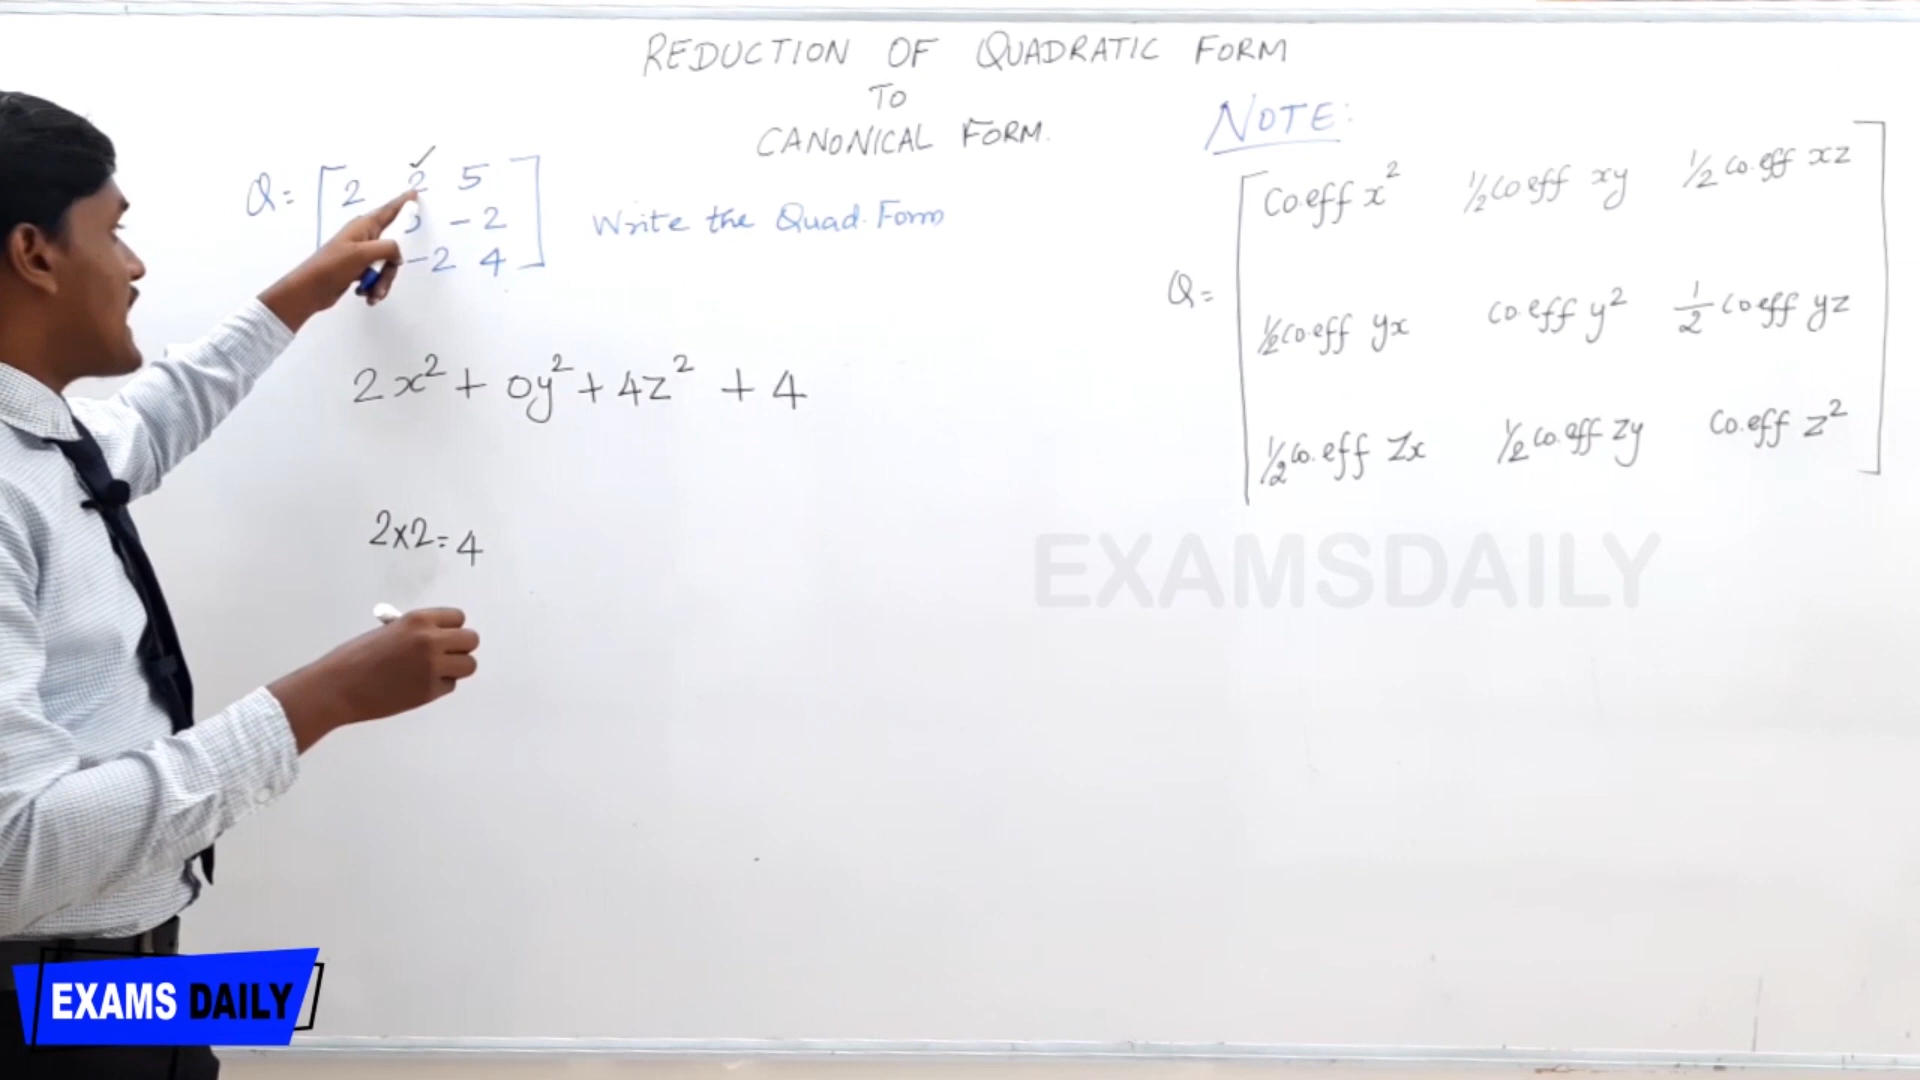 REDUCTION OF QUADRATIC FORM
TO
CANONICAL FORM.
Q = [ 2 2 5
-2
-2 4 ]
Write the Quad. Form
2x² + 0y² + 4z² + 4
2x2=4
NOTE:
Q =
Co.eff x² 1/2 Co eff xy 1/2 co.eff xz
1/2 co.eff yx co.eff y² 1/2 co eff yz
1/2 co.eff Zx 1/2 co.eff Zy Co.eff z²
EXAMSDAILY
EXAMS DAILY